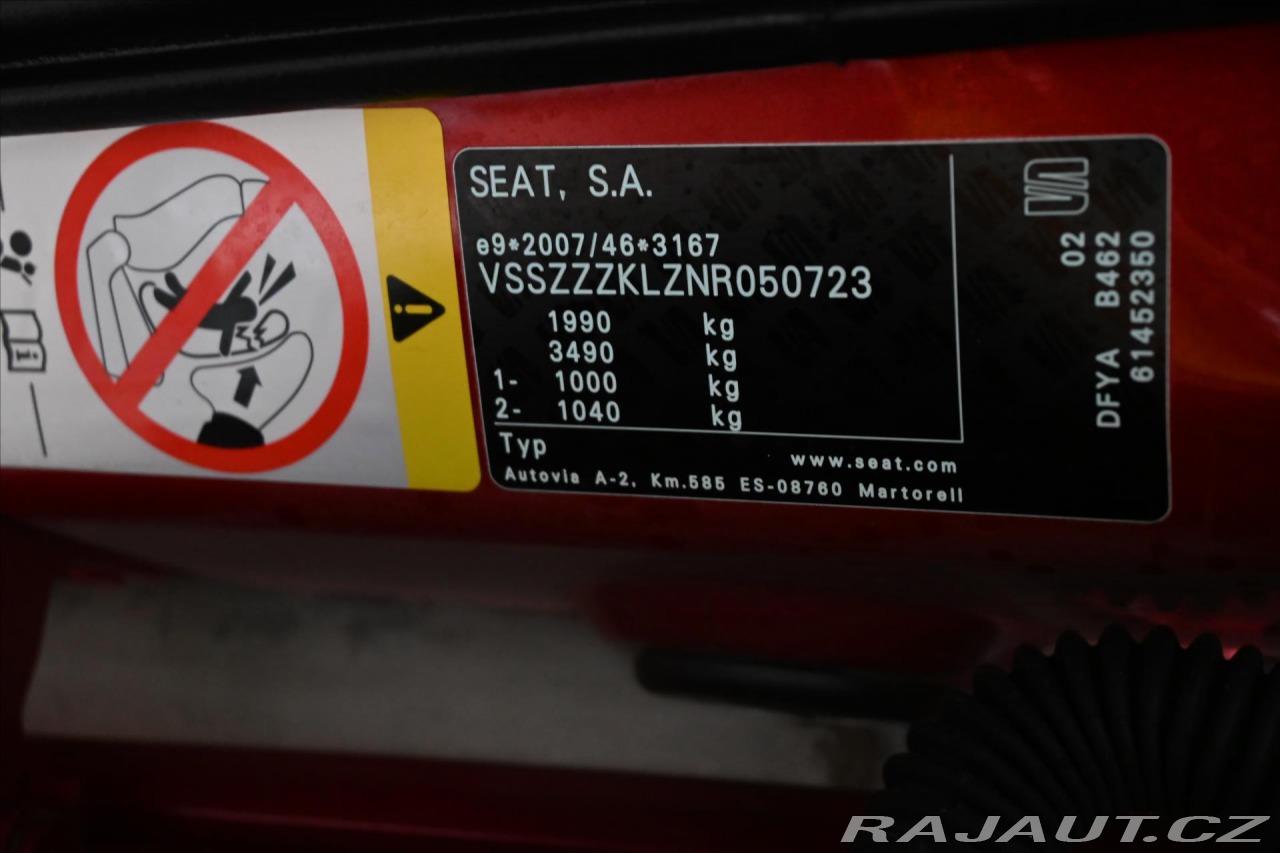 SEAT, S.A.
e9*2007/46*3167
VSSZZZKLZNR050723
1990 kg
3490 kg
1- 1000 kg
2- 1040 kg
Typ
www.seat.com
Autovia A-2, Km.585 ES-08760 Martorell
02
DFYA B462
61452350
RAJAUT.CZ